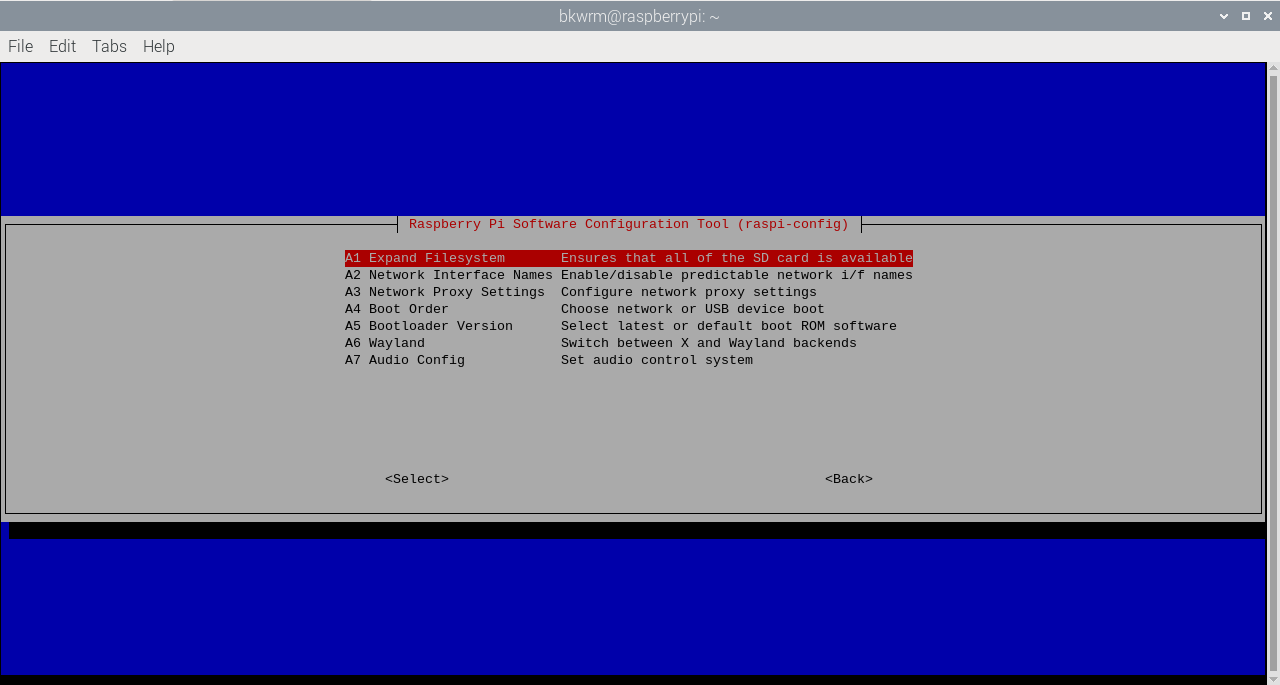 bkwrm@raspberrypi: ~
File Edit Tabs Help
Raspberry Pi Software Configuration Tool (raspi-config)
A1 Expand Filesystem Ensures that all of the SD card is available
A2 Network Interface Names Enable/disable predictable network i/f names
A3 Network Proxy Settings Configure network proxy settings
A4 Boot Order Choose network or USB device boot
A5 Bootloader Version Select latest or default boot ROM software
A6 Wayland Switch between X and Wayland backends
A7 Audio Config Set audio control system
<Select> <Back>